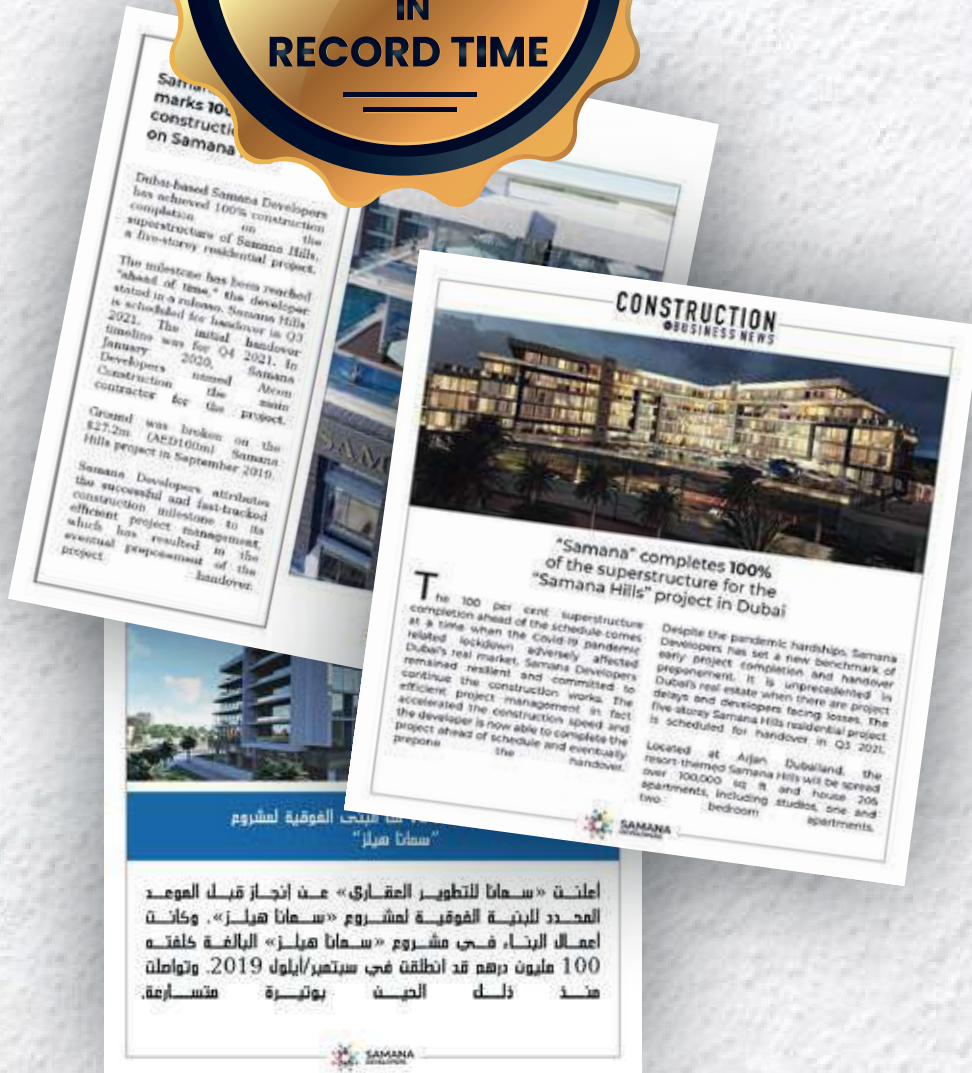 IN
RECORD TIME
marks
on Samana
Dubai-based Samana Developers
has achieved 100% construction
completion on the
superstructure of Samana Hills,
a five-storey residential project.
The milestone has been reached
"ahead of time," the developer
stated in a release. Samana Hills
is scheduled for handover in Q3
2021. The initial handover
timeline was for Q4 2021. In
January 2020, Samana
Developers named Atcon
Construction the main
contractor for the project.
Ground was broken on the
$27.2m (AED100m) Samana
Hills project in September 2019.
Samana Developers attributes
the successful and fast-tracked
construction milestone to its
efficient project management,
which has resulted in the
eventual preponement of the
project handover.
CONSTRUCTION
BUSINESS NEWS
"Samana" completes 100%
of the superstructure for the
"Samana Hills" project in Dubai
The 100 per cent superstructure
completion ahead of the schedule comes
at a time when the Covid-19 pandemic
related lockdown adversely affected
Dubai's real market, Samana Developers
remained resilient and committed to
continue the construction works. The
efficient project management in fact
accelerated the construction speed and
the developer is now able to complete the
project ahead of schedule and eventually
prepone the handover.
Despite the pandemic hardships, Samana
Developers has set a new benchmark of
early project completion and handover
preponement. It is unprecedented in
Dubai's real estate when there are project
delays and developers facing losses. The
five-storey Samana Hills residential project
is scheduled for handover in Q3 2021.
Located at Arjan Dubailand, the
resort-themed Samana Hills will be spread
over 100,000 sq ft and house 206
apartments, including studios, one and
two bedroom apartments.
SAMANA
DEVELOPERS
الفوقية لمشروع
"سمانا هيلز"
أعلنت «سمانا للتطوير العقاري» عن إنجاز قبل الموعد
المحدد للبنية الفوقية لمشروع «سمانا هيلز». وكانت
أعمال البناء في مشروع «سمانا هيلز» البالغة كلفته
100 مليون درهم قد انطلقت في سبتمبر/أيلول 2019. وتواصلت
منذ ذلك الحين بوتيرة متسارعة.
SAMANA
DEVELOPERS